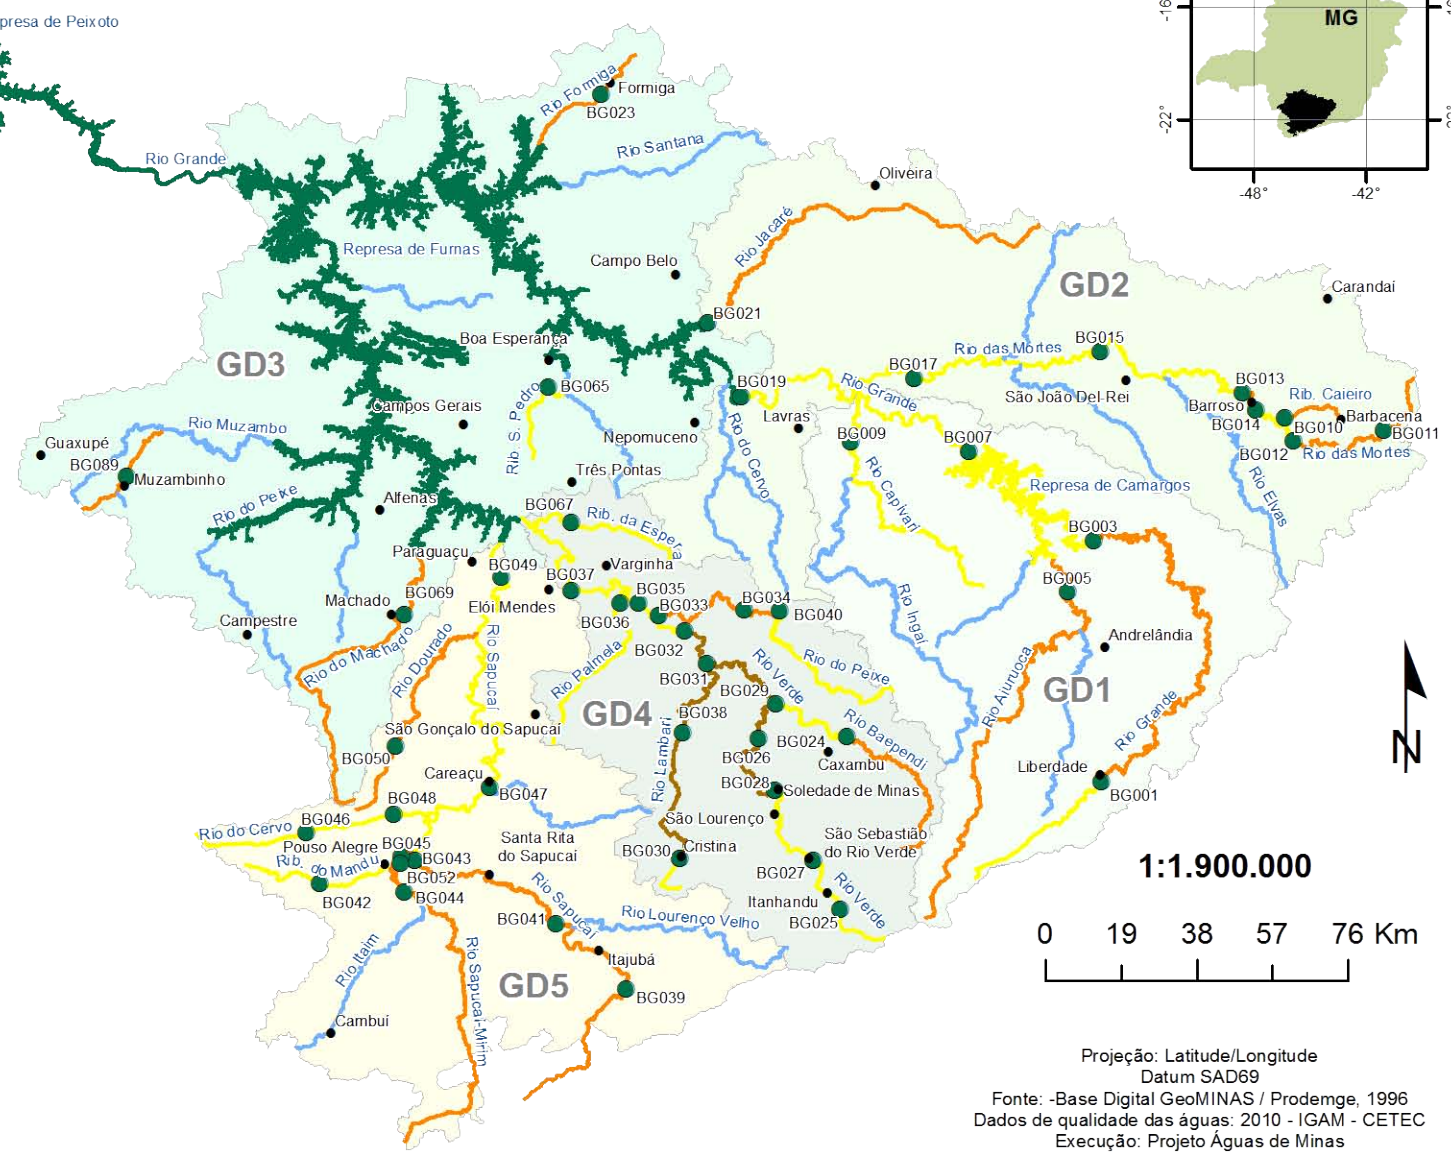 presa de Peixoto
-16
MG
-22
-48°
-42°
Rio Formiga
Formiga
BG023
Rio Grande
Rio Santana
Oliveira
Rio Jacaré
Represa de Furnas
Campo Belo
GD2
Carandaí
BG021
Boa Esperança
GD3
BG015
Rio das Mortes
BG017
BG065
Rib. S. Pedro
BG019
Rio Grande
BG013
Rib. Caieiro
São João Del Rei
Barroso
Barbacena
Campos Gerais
Lavras
BG014
BG010
BG011
Rio Muzambo
Nepomuceno
BG009
BG007
BG012
Rio das Mortes
Guaxupé
BG089
Muzambinho
Três Pontas
Rio do Cervo
Rio Capivari
Represa de Camargos
Rio Elvas
Rio do Peixe
Alfenas
BG067
Rib. da Espera
BG003
Paraguaçu
BG049
Varginha
BG037
BG035
BG005
Machado
BG069
Elói Mendes
BG033
BG034
BG040
BG036
Rio Ingaí
Campestre
Andrelândia
Rio do Machado
Rio Dourado
Rio Sapucaí
BG032
Rio Palmela
Rio Verde
Rio do Peixe
BG031
BG029
GD1
Rio Aiuruoca
GD4
BG038
São Gonçalo do Sapucaí
Rio Baependi
Rio Grande
BG050
BG024
BG026
Caxambu
Rio Lambari
N
Careaçu
Liberdade
BG028
Soledade de Minas
BG047
BG048
BG001
BG046
São Lourenço
Rio do Cervo
Santa Rita
do Sapucaí
São Sebastião
do Rio Verde
Pouso Alegre
BG045
BG043
BG030
Cristina
Rib. do Mandu
BG052
BG027
1:1.900.000
BG042
BG044
Itanhandu
Rio Verde
BG041
Rio Sapucaí
Rio Lourenço Velho
BG025
0 19 38 57 76 Km
Rio Itaim
Rio Sapucaí-Mirim
Itajubá
GD5
BG039
Cambuí
Projeção: Latitude/Longitude
Datum SAD69
Fonte: -Base Digital GeoMINAS / Prodemge, 1996
Dados de qualidade das águas: 2010 - IGAM - CETEC
Execução: Projeto Águas de Minas